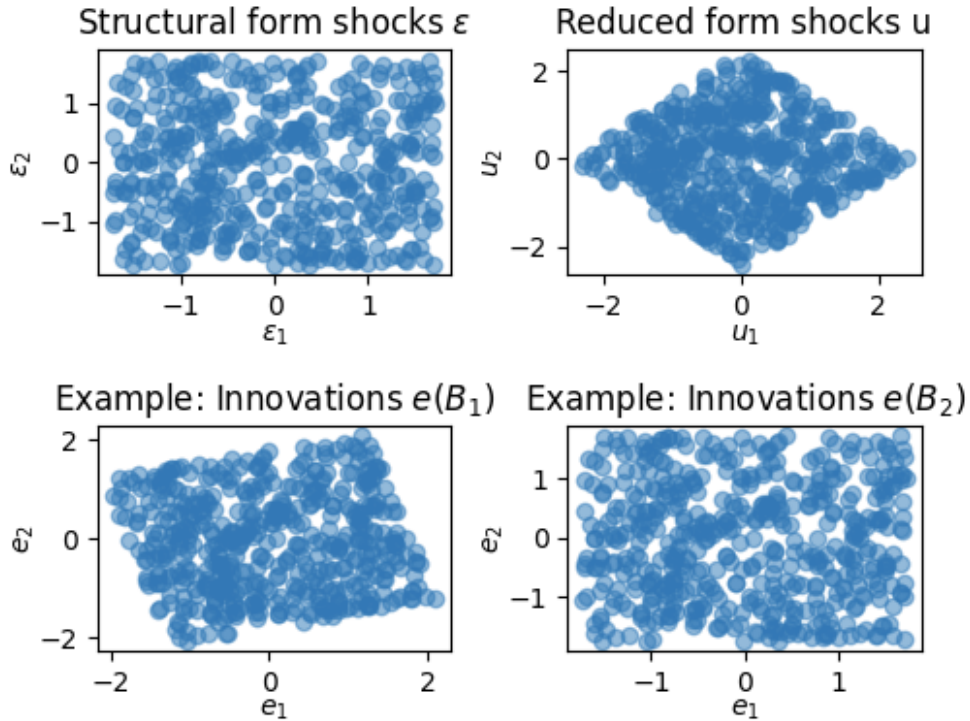 Structural form shocks ε
1
0
−1
ε₂
−1
0
1
ε₁
Reduced form shocks u
2
0
−2
u₂
−2
0
2
u₁
Example: Innovations e(B₁)
2
0
−2
e₂
−2
0
2
e₁
Example: Innovations e(B₂)
1
0
−1
e₂
−1
0
1
e₁